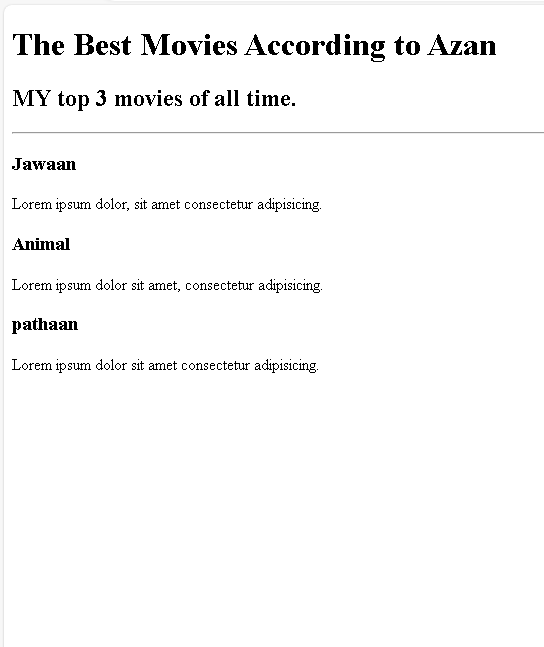 The Best Movies According to Azan
MY top 3 movies of all time.
Jawaan
Lorem ipsum dolor, sit amet consectetur adipisicing.
Animal
Lorem ipsum dolor sit amet, consectetur adipisicing.
pathaan
Lorem ipsum dolor sit amet consectetur adipisicing.